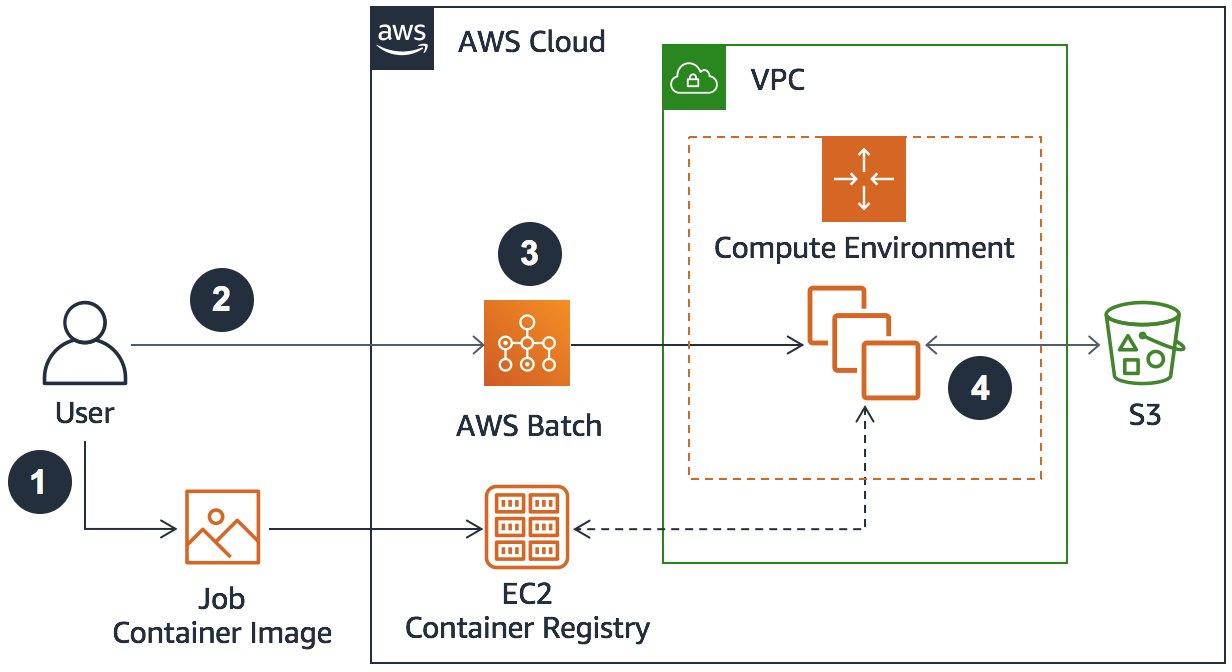 aws
AWS Cloud
VPC
Compute Environment
3
2
User
AWS Batch
4
S3
1
Job
Container Image
EC2
Container Registry